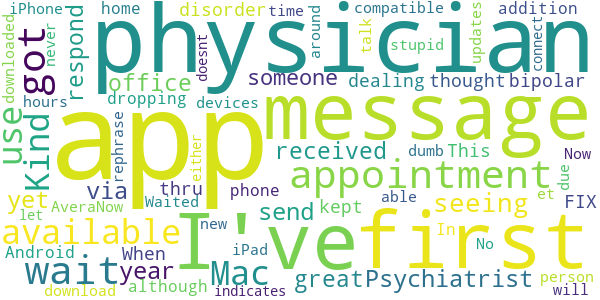 iPhone home disorder time compatible addition
downloaded never got respond physician around talk stupid updates connect
office someone doesnt dealing thought bipolar
hours dropping devices
use Kind app message
rephrase received dumb This
via thru phone appointment Now
yet AveraNow Waited either kept able due
let new send seeing et FIX
available I've first
Android When iPad In No person
wait year Mac great Psychiatrist will
download although indicates